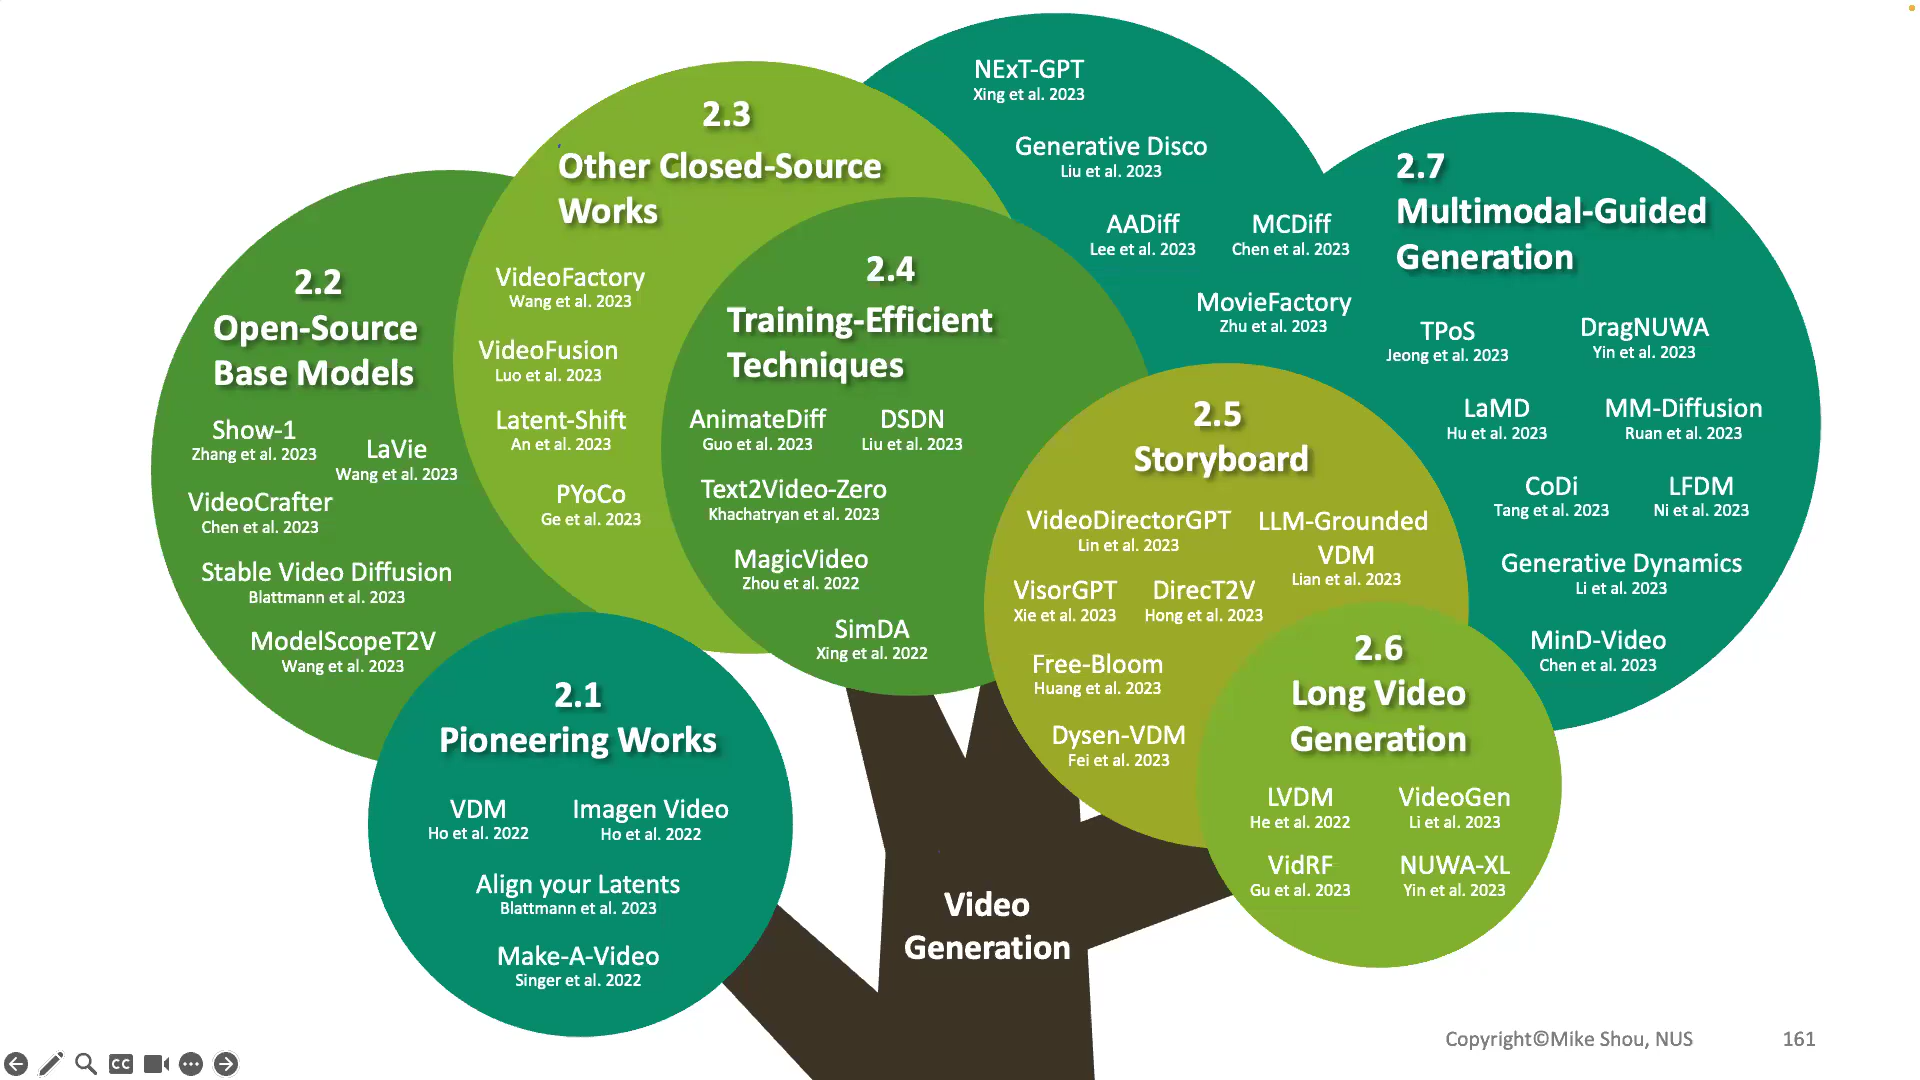 NExT-GPT
Xing et al. 2023
Generative Disco
Liu et al. 2023
AADiff
Lee et al. 2023
MCDiff
Chen et al. 2023
MovieFactory
Zhu et al. 2023
2.7
Multimodal-Guided
Generation
TPoS
Jeong et al. 2023
DragNUWA
Yin et al. 2023
LaMD
Hu et al. 2023
MM-Diffusion
Ruan et al. 2023
CoDi
Tang et al. 2023
LFDM
Ni et al. 2023
Generative Dynamics
Li et al. 2023
MinD-Video
Chen et al. 2023
2.3
Other Closed-Source
Works
VideoFactory
Wang et al. 2023
VideoFusion
Luo et al. 2023
Latent-Shift
An et al. 2023
PYoCo
Ge et al. 2023
2.2
Open-Source
Base Models
Show-1
Zhang et al. 2023
LaVie
Wang et al. 2023
VideoCrafter
Chen et al. 2023
Stable Video Diffusion
Blattmann et al. 2023
ModelScopeT2V
Wang et al. 2023
2.4
Training-Efficient
Techniques
AnimateDiff
Guo et al. 2023
DSDN
Liu et al. 2023
Text2Video-Zero
Khachatryan et al. 2023
MagicVideo
Zhou et al. 2022
SimDA
Xing et al. 2022
2.5
Storyboard
VideoDirectorGPT
Lin et al. 2023
LLM-Grounded
VDM
Lian et al. 2023
VisorGPT
Xie et al. 2023
DirecT2V
Hong et al. 2023
Free-Bloom
Huang et al. 2023
Dysen-VDM
Fei et al. 2023
2.6
Long Video
Generation
LVDM
He et al. 2022
VideoGen
Li et al. 2023
VidRF
Gu et al. 2023
NUWA-XL
Yin et al. 2023
2.1
Pioneering Works
VDM
Ho et al. 2022
Imagen Video
Ho et al. 2022
Align your Latents
Blattmann et al. 2023
Make-A-Video
Singer et al. 2022
Video
Generation
Copyright©Mike Shou, NUS
161
CC